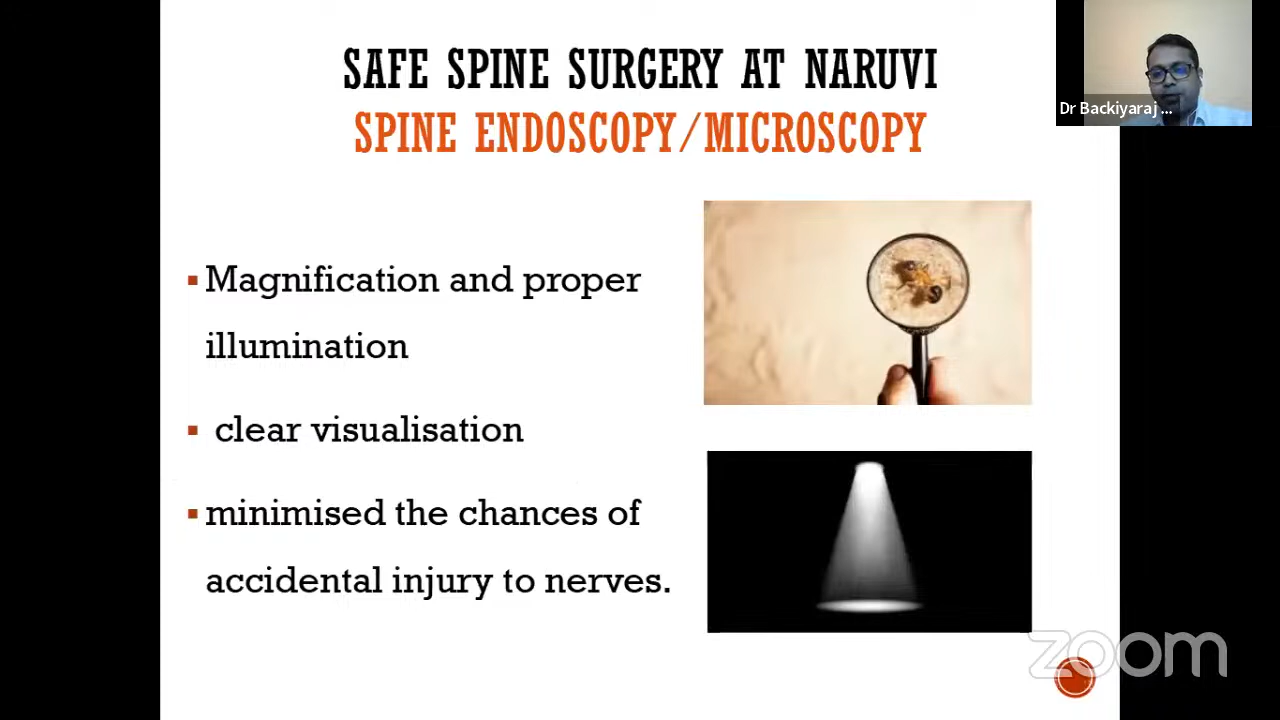 SAFE SPINE SURGERY AT NARUVI
SPINE ENDOSCOPY/MICROSCOPY
Dr Backiyaraj ...
▪ Magnification and proper
illumination
▪ clear visualisation
▪ minimised the chances of
accidental injury to nerves.
zoom